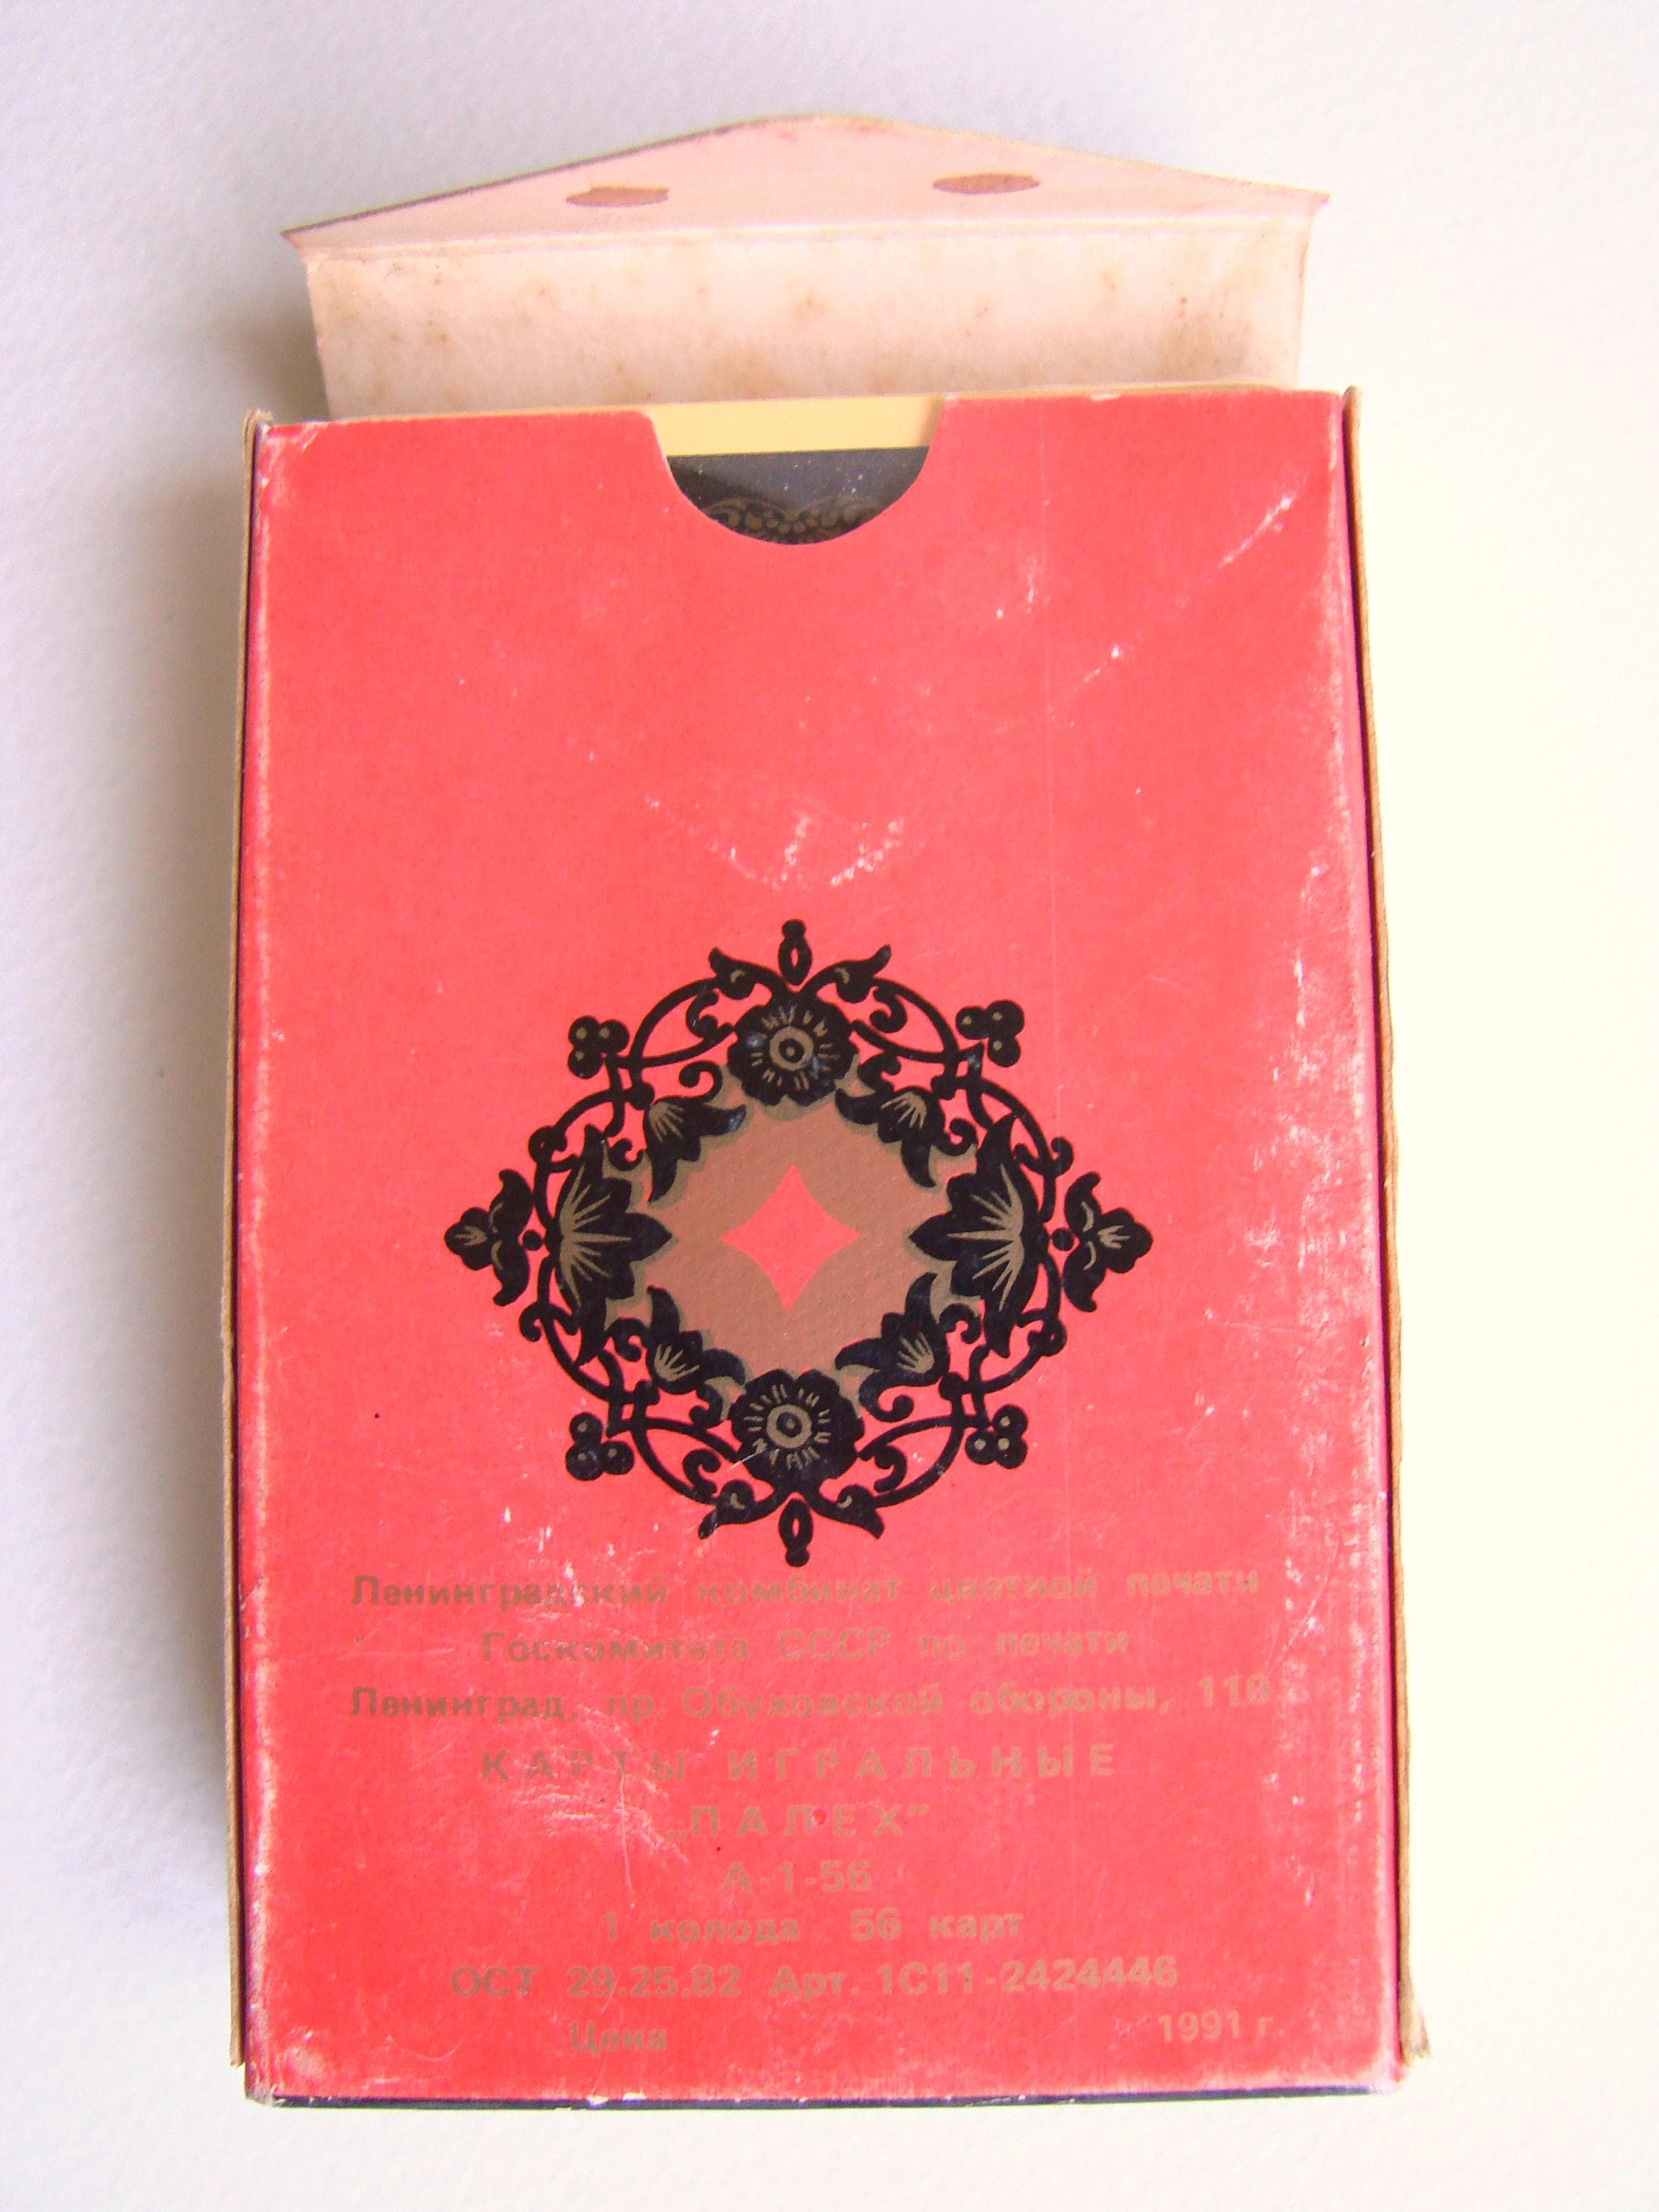 Ленинградский комбинат цветной печати
Госкомитета СССР по печати
Ленинград, пр. Обуховской обороны, 110
КАРТЫ ИГРАЛЬНЫЕ
„ПАЛЕХ”
А-1-56
1 колода 56 карт
ОСТ 29.25.82 Арт. 1С11-2424446
Цена
1991 г.